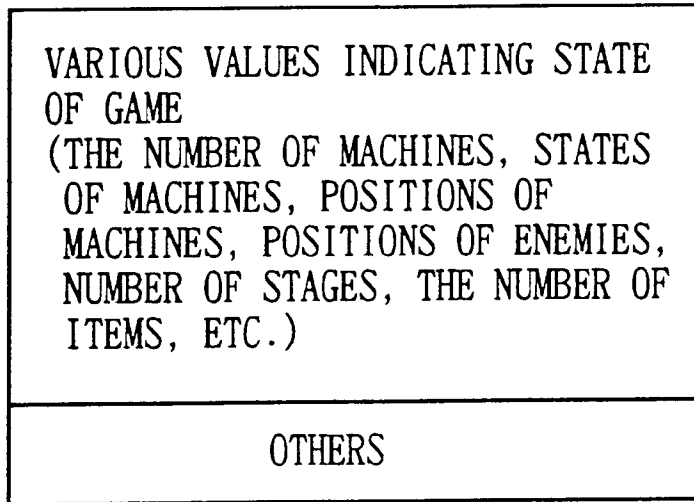 VARIOUS VALUES INDICATING STATE
OF GAME
(THE NUMBER OF MACHINES, STATES
OF MACHINES, POSITIONS OF
MACHINES, POSITIONS OF ENEMIES,
NUMBER OF STAGES, THE NUMBER OF
ITEMS, ETC.)
OTHERS